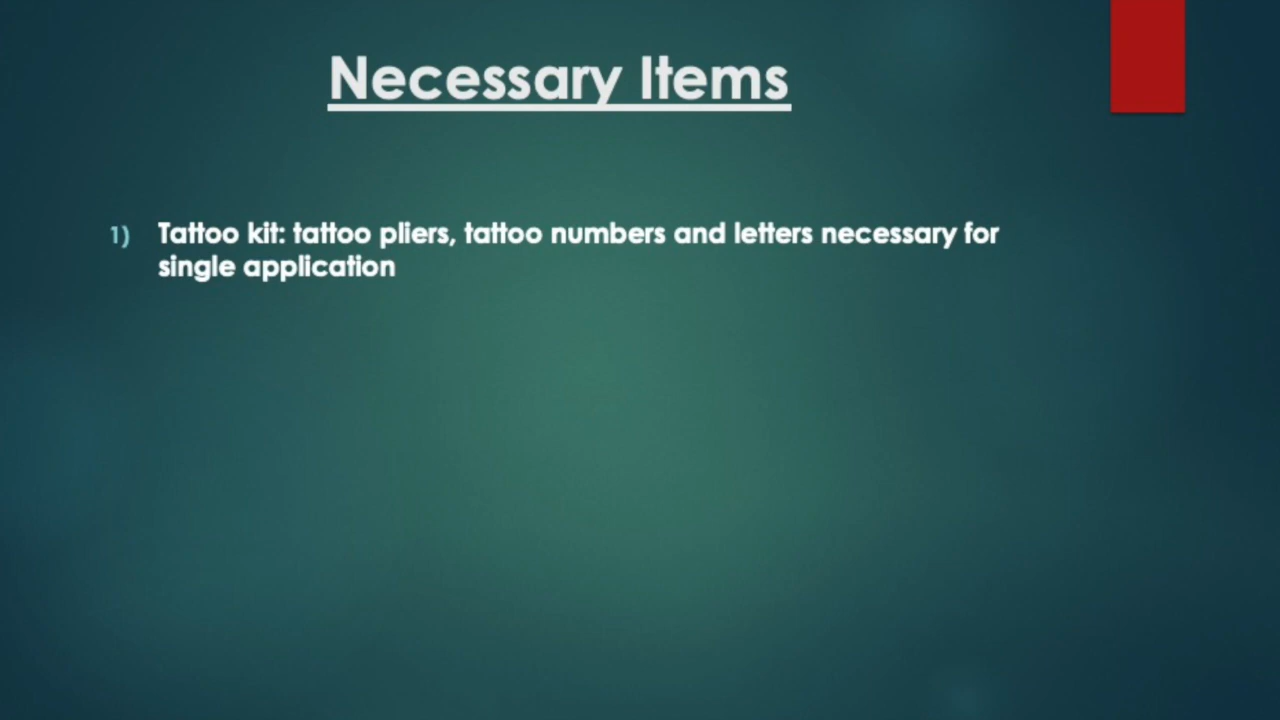 Necessary Items
1) Tattoo kit: tattoo pliers, tattoo numbers and letters necessary for
single application